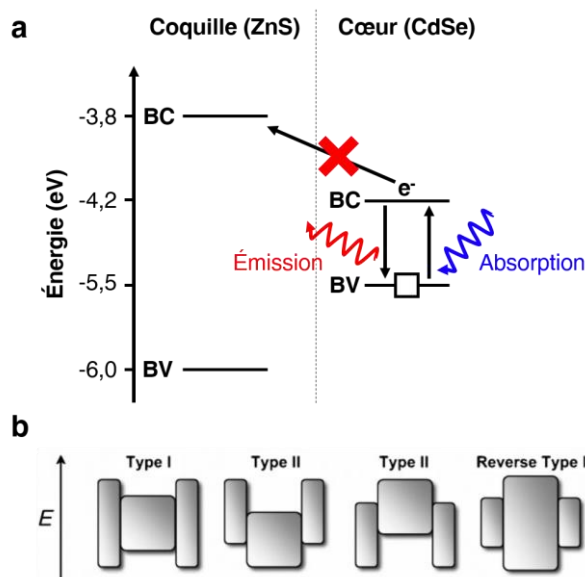 a
Coquille (ZnS)
Cœur (CdSe)
Énergie (eV)
-3,8
BC
-4,2
BC
e-
Émission
Absorption
-5,5
BV
-6,0
BV
b
E
Type I
Type II
Type II
Reverse Type I